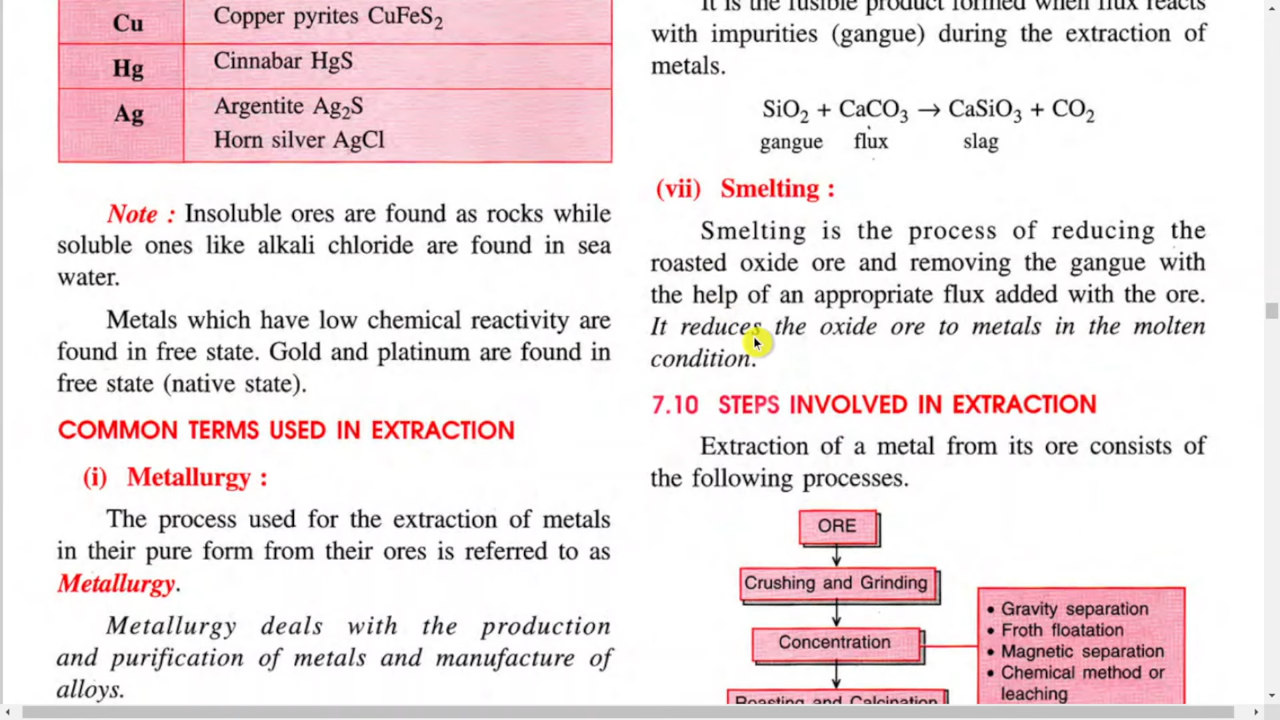 Cu Copper pyrites CuFeS₂
Hg Cinnabar HgS
Ag Argentite Ag₂S
Horn silver AgCl
Note : Insoluble ores are found as rocks while
soluble ones like alkali chloride are found in sea
water.
Metals which have low chemical reactivity are
found in free state. Gold and platinum are found in
free state (native state).
COMMON TERMS USED IN EXTRACTION
(i) Metallurgy :
The process used for the extraction of metals
in their pure form from their ores is referred to as
Metallurgy.
Metallurgy deals with the production
and purification of metals and manufacture of
alloys.
It is the fusible product formed when flux reacts
with impurities (gangue) during the extraction of
metals.
SiO₂ + CaCO₃ → CaSiO₃ + CO₂
gangue flux slag
(vii) Smelting :
Smelting is the process of reducing the
roasted oxide ore and removing the gangue with
the help of an appropriate flux added with the ore.
It reduces the oxide ore to metals in the molten
condition.
7.10 STEPS INVOLVED IN EXTRACTION
Extraction of a metal from its ore consists of
the following processes.
ORE
Crushing and Grinding
Concentration
• Gravity separation
• Froth floatation
• Magnetic separation
• Chemical method or
leaching
Roasting and Calcination